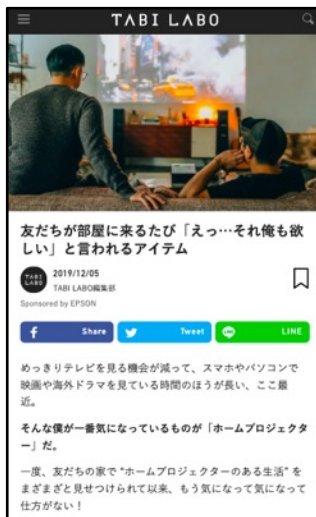 TABI LABO
友だちが部屋に来るたび「えっ…それ俺も欲
しい」と言われるアイテム
TABI
LABO
2019/12/05
TABI LABO編集部
Sponsored by EPSON
f Share
Tweet
LINE LINE
めっきりテレビを見る機会が減って、スマホやパソコンで
映画や海外ドラマを見ている時間のほうが長い、ここ最
近。
そんな僕が一番気になっているものが「ホームプロジェクタ
ー」だ。
一度、友だちの家で “ホームプロジェクターのある生活” を
まざまざと見せつけられて以来、もう気になって気になって
仕方がない！